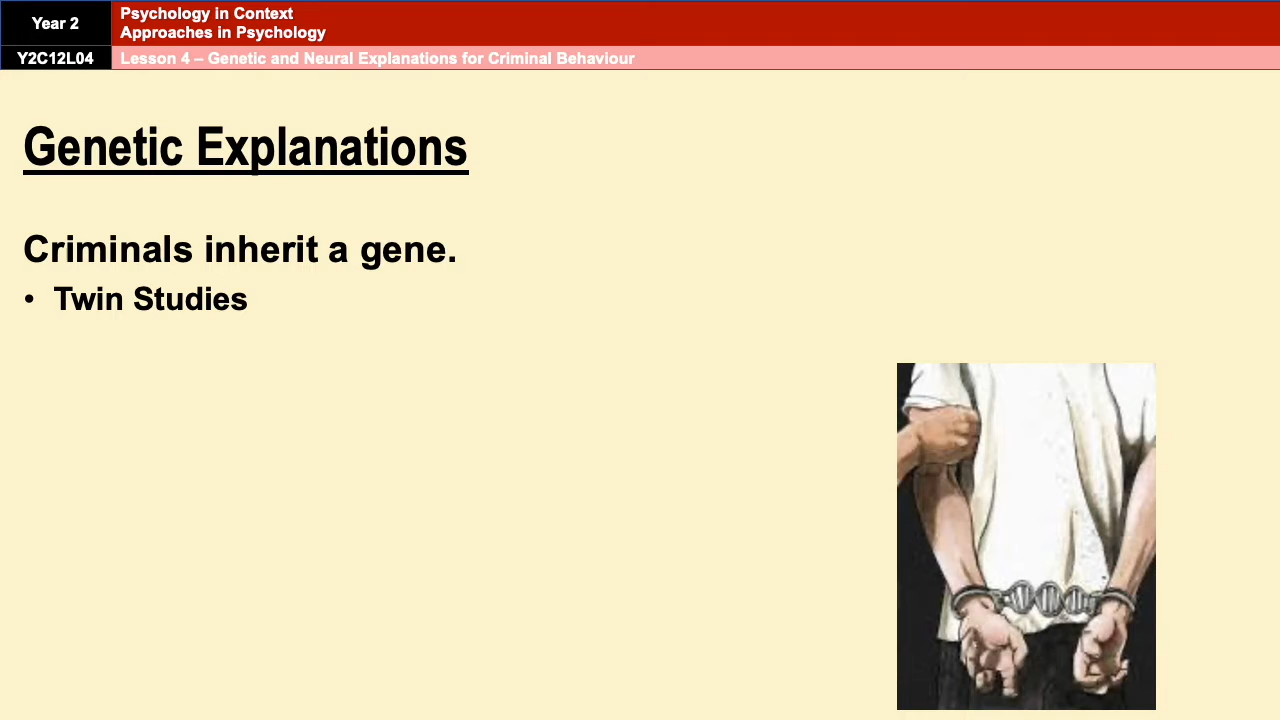 Year 2
Psychology in Context
Approaches in Psychology
Y2C12L04
Lesson 4 – Genetic and Neural Explanations for Criminal Behaviour
Genetic Explanations
Criminals inherit a gene.
• Twin Studies